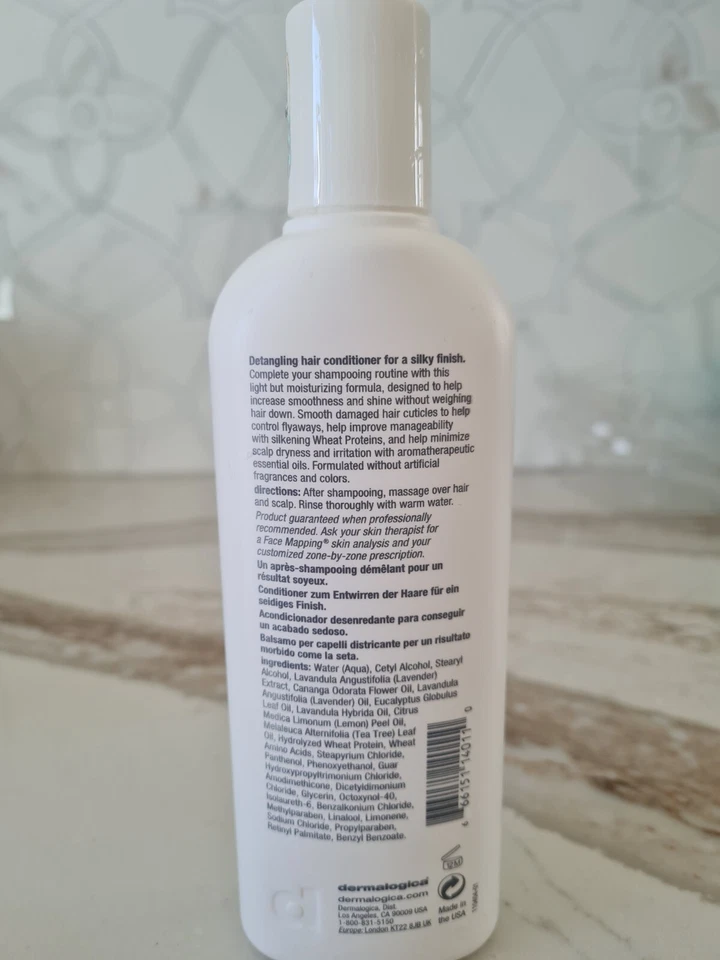 Detangling hair conditioner for a silky finish.
Complete your shampooing routine with this
light but moisturizing formula, designed to help
increase smoothness and shine without weighing
hair down. Smooth damaged hair cuticles to help
control flyaways, help improve manageability
with silkening Wheat Proteins, and help minimize
scalp dryness and irritation with aromatherapeutic
essential oils. Formulated without artificial
fragrances and colors.
directions: After shampooing, massage over hair
and scalp. Rinse thoroughly with warm water.
Product guaranteed when professionally
recommended. Ask your skin therapist for
a Face Mapping® skin analysis and your
customized zone-by-zone prescription.
Un après-shampooing démêlant pour un
résultat soyeux.
Conditioner zum Entwirren der Haare für ein
seidiges Finish.
Acondicionador desenredante para conseguir
un acabado sedoso.
Balsamo per capelli districante per un risultato
morbido come la seta.
ingredients: Water (Aqua), Cetyl Alcohol, Stearyl
Alcohol, Lavandula Angustifolia (Lavender)
Extract, Cananga Odorata Flower Oil, Lavandula
Angustifolia (Lavender) Oil, Eucalyptus Globulus
Leaf Oil, Lavandula Hybrida Oil, Citrus
Medica Limonum (Lemon) Peel Oil,
Melaleuca Alternifolia (Tea Tree) Leaf
Oil, Hydrolyzed Wheat Protein, Wheat
Amino Acids, Steapyrium Chloride,
Panthenol, Phenoxyethanol, Guar
Hydroxypropyltrimonium Chloride,
Amodimethicone, Dicetyldimonium
Chloride, Glycerin, Octoxynol-40,
Isolaureth-6, Benzalkonium Chloride,
Methylparaben, Linalool, Limonene,
Sodium Chloride, Propylparaben,
Retinyl Palmitate, Benzyl Benzoate.
6 66151 14011 0
12M
dermalogica
dermalogica.com
Dermalogica, Dist.
Los Angeles, CA 90009 USA
1-800-831-5150
Europe: London KT22 8JB UK
Made in
the USA